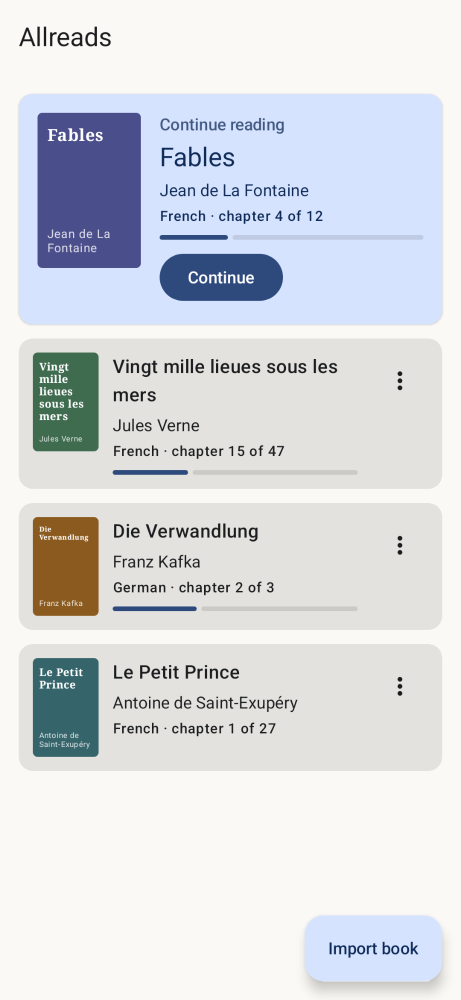 Allreads
Fables
Jean de La
Fontaine
Continue reading
Fables
Jean de La Fontaine
French · chapter 4 of 12
Continue
Vingt
mille
lieues
sous les
mers
Jules Verne
Vingt mille lieues sous les
mers
Jules Verne
French · chapter 15 of 47
Die
Verwandlung
Franz Kafka
Die Verwandlung
Franz Kafka
German · chapter 2 of 3
Le Petit
Prince
Antoine de
Saint-Exupéry
Le Petit Prince
Antoine de Saint-Exupéry
French · chapter 1 of 27
Import book